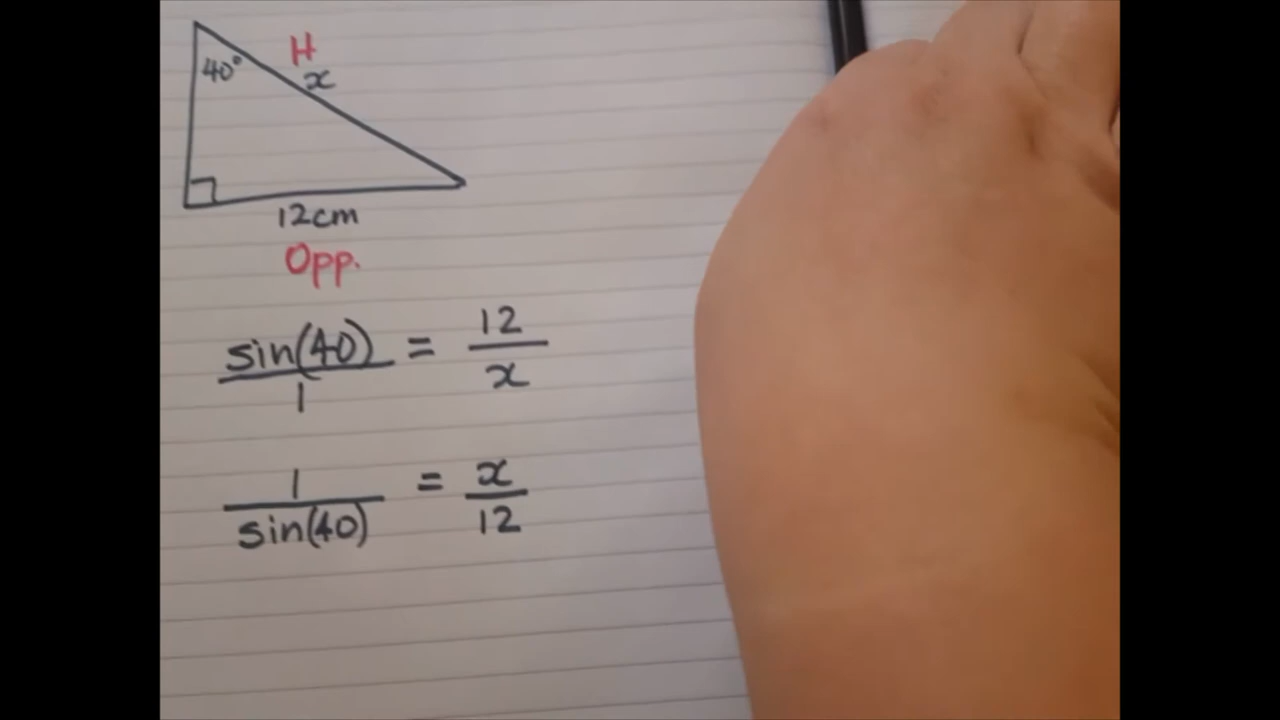 H
40°
x
12cm
Opp.
sin(40)/1 = 12/x
1/sin(40) = x/12